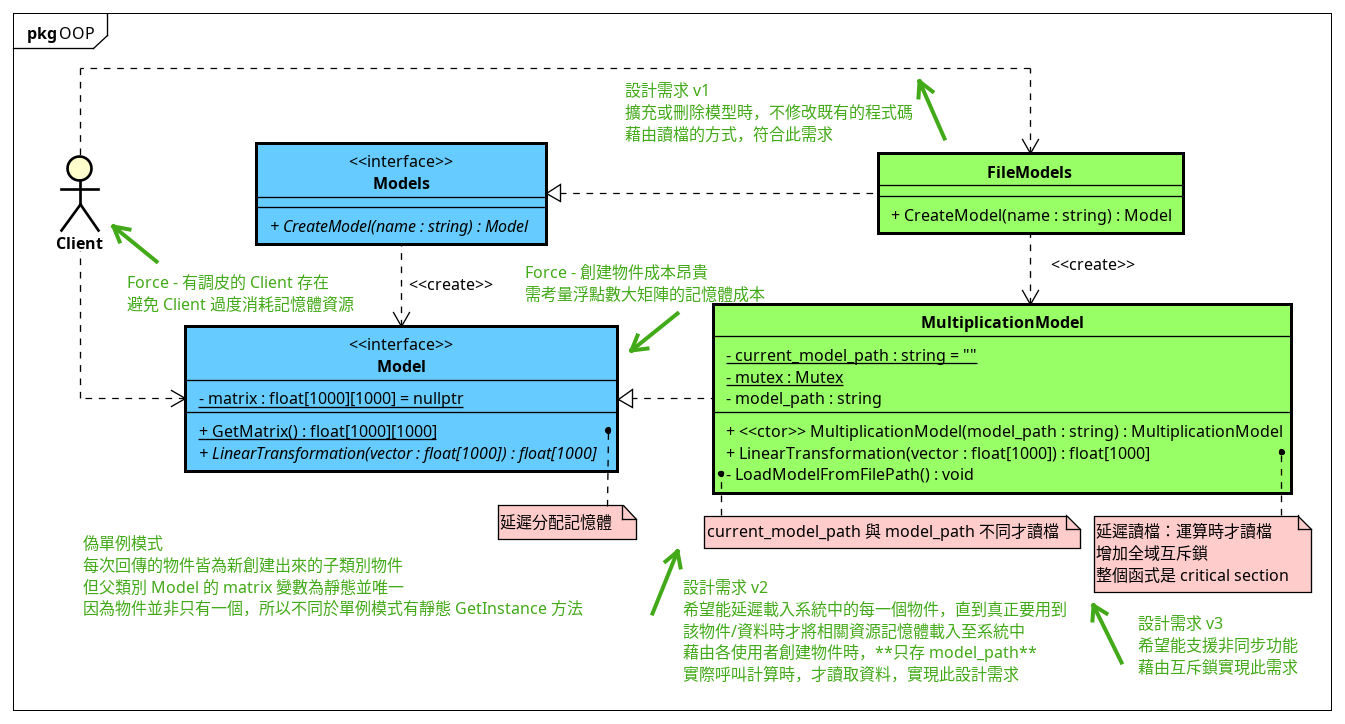 pkg OOP
設計需求 v1
擴充或刪除模型時，不修改既有的程式碼
藉由讀檔的方式，符合此需求
<<interface>>
Models
+ CreateModel(name : string) : Model
FileModels
+ CreateModel(name : string) : Model
Client
Force - 有調皮的 Client 存在
避免 Client 過度消耗記憶體資源
<<create>>
Force - 創建物件成本昂貴
需考量浮點數大矩陣的記憶體成本
<<create>>
<<interface>>
Model
- matrix : float[1000][1000] = nullptr
+ GetMatrix() : float[1000][1000]
+ LinearTransformation(vector : float[1000]) : float[1000]
MultiplicationModel
- current_model_path : string = ""
- mutex : Mutex
- model_path : string
+ <<ctor>> MultiplicationModel(model_path : string) : MultiplicationModel
+ LinearTransformation(vector : float[1000]) : float[1000]
- LoadModelFromFilePath() : void
延遲分配記憶體
current_model_path 與 model_path 不同才讀檔
延遲讀檔：運算時才讀檔
增加全域互斥鎖
整個函式是 critical section
偽單例模式
每次回傳的物件皆為新創建出來的子類別物件
但父類別 Model 的 matrix 變數為靜態並唯一
因為物件並非只有一個，所以不同於單例模式有靜態 GetInstance 方法
設計需求 v2
希望能延遲載入系統中的每一個物件，直到真正要用到
該物件/資料時才將相關資源記憶體載入至系統中
藉由各使用者創建物件時，**只存 model_path**
實際呼叫計算時，才讀取資料，實現此設計需求
設計需求 v3
希望能支援非同步功能
藉由互斥鎖實現此需求